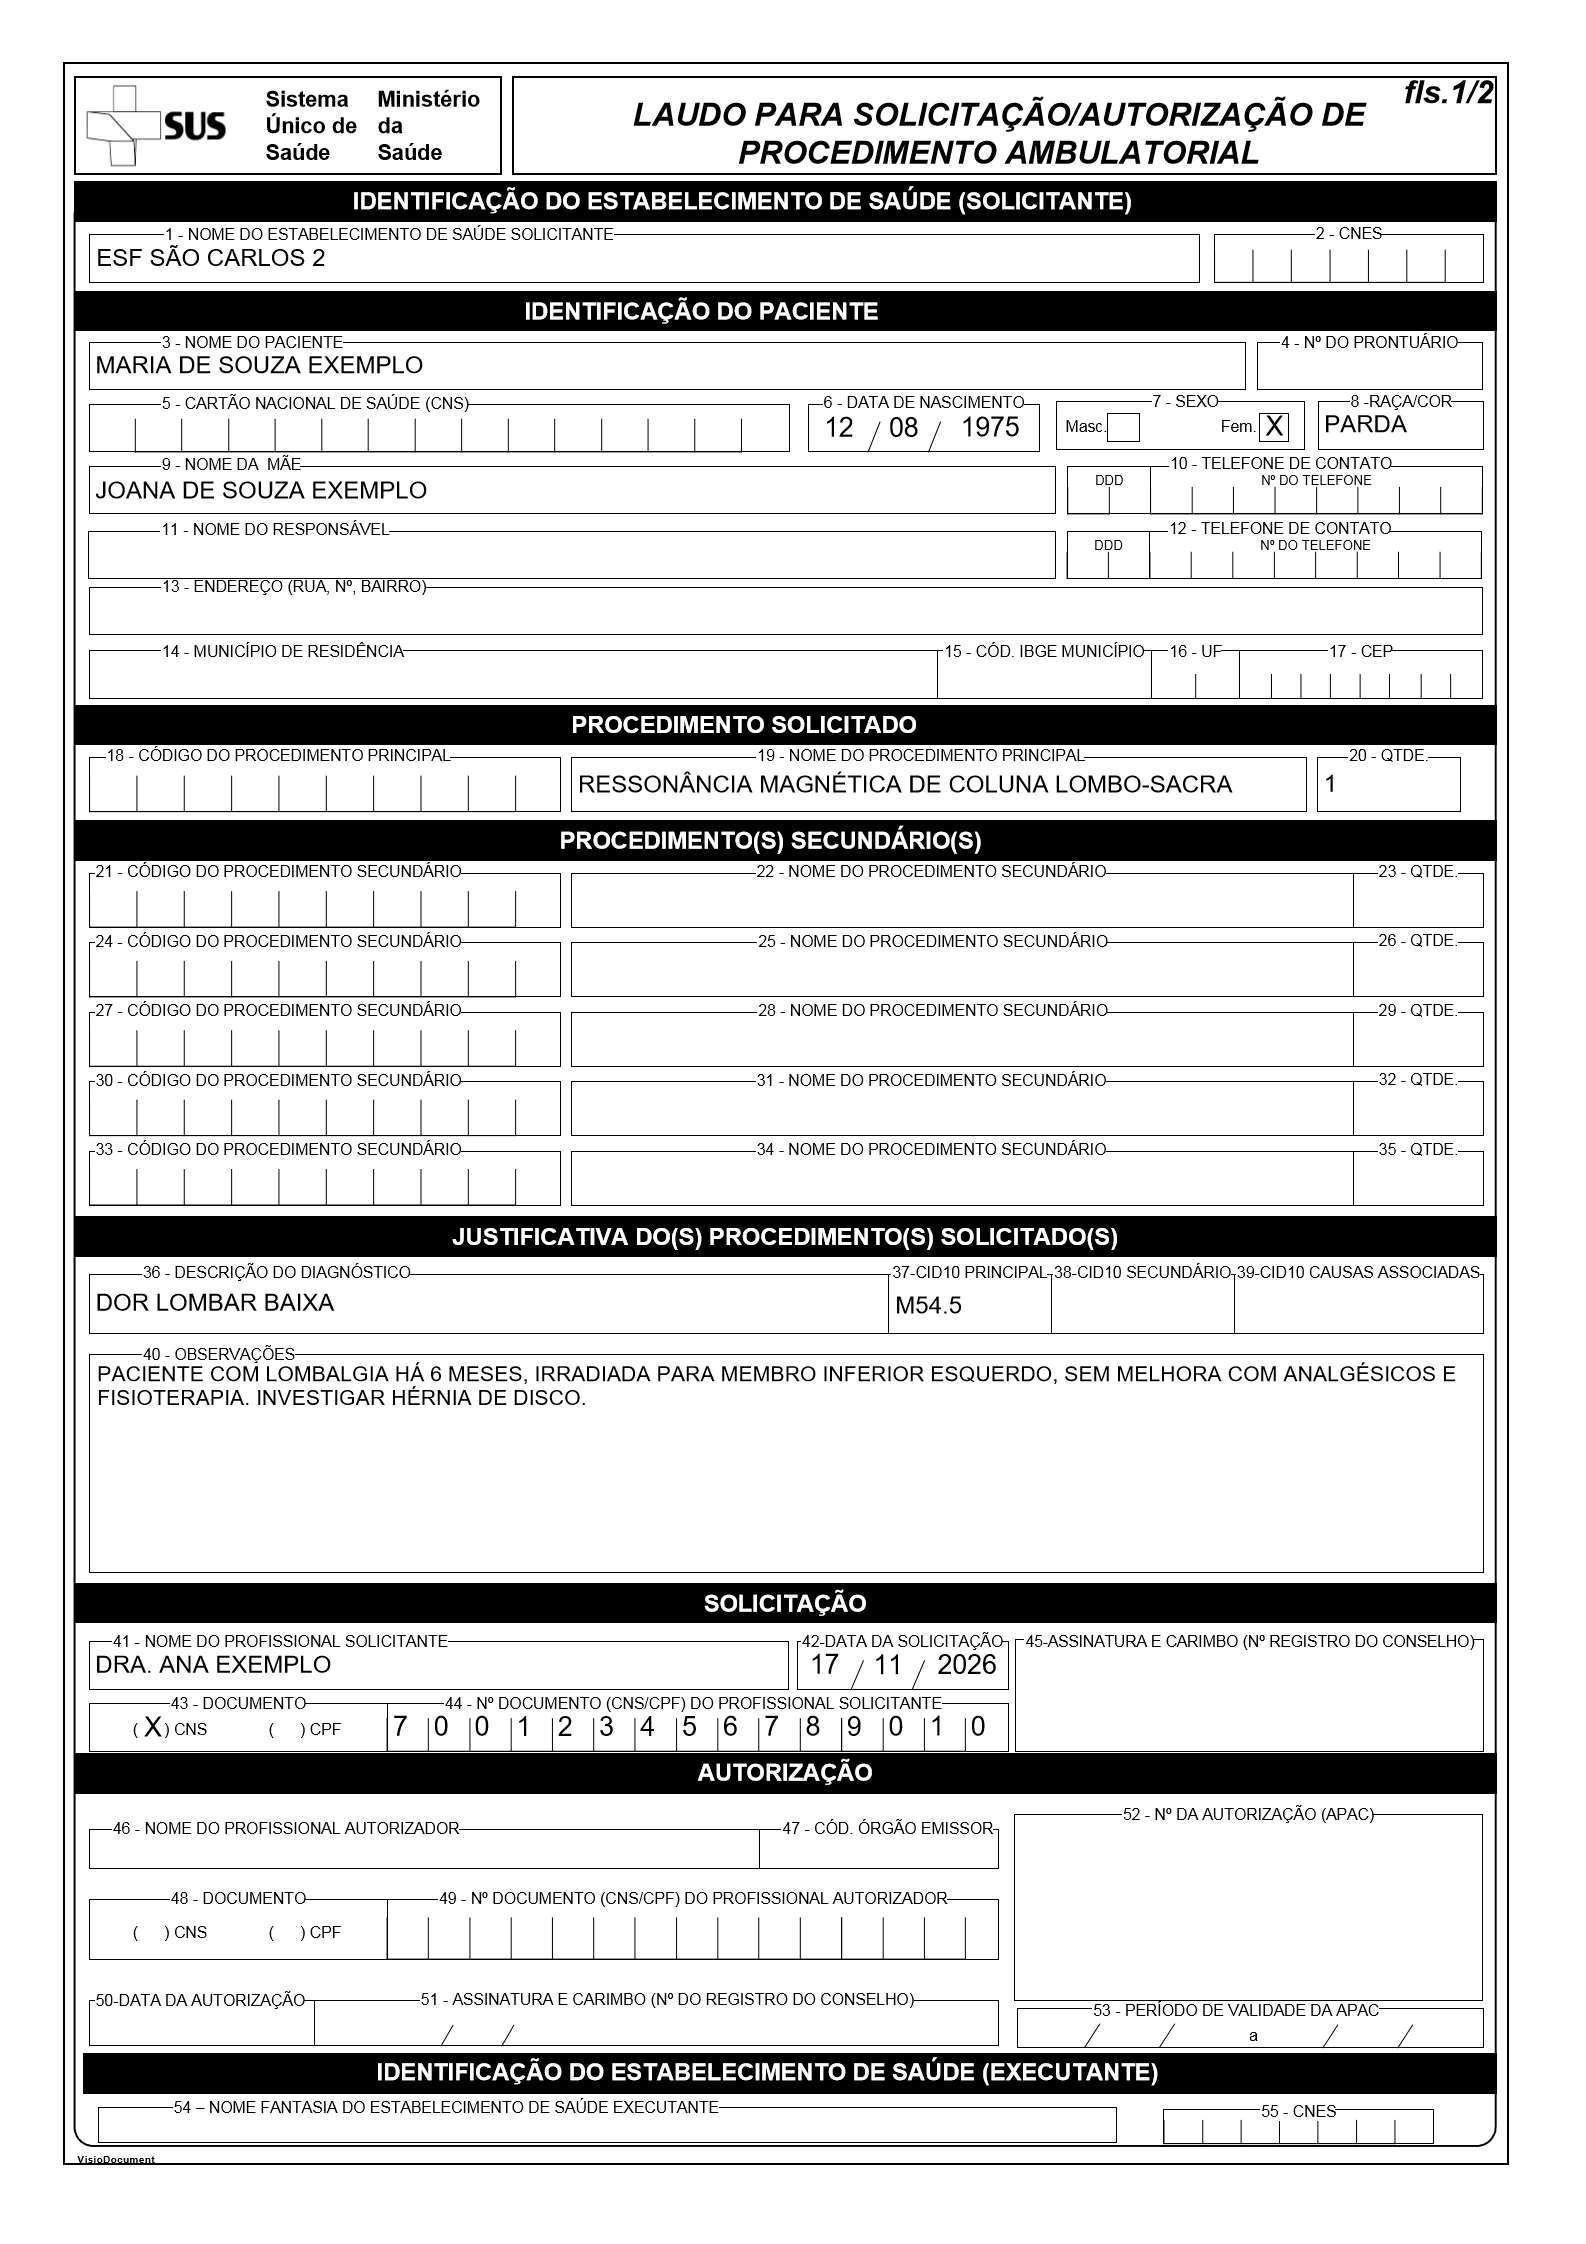 fls.1/2
SUS
Sistema Único de Saúde
Ministério da Saúde
LAUDO PARA SOLICITAÇÃO/AUTORIZAÇÃO DE
PROCEDIMENTO AMBULATORIAL
IDENTIFICAÇÃO DO ESTABELECIMENTO DE SAÚDE (SOLICITANTE)
1 - NOME DO ESTABELECIMENTO DE SAÚDE SOLICITANTE
ESF SÃO CARLOS 2
2 - CNES
IDENTIFICAÇÃO DO PACIENTE
3 - NOME DO PACIENTE
MARIA DE SOUZA EXEMPLO
4 - Nº DO PRONTUÁRIO
5 - CARTÃO NACIONAL DE SAÚDE (CNS)
6 - DATA DE NASCIMENTO
12 / 08 / 1975
7 - SEXO
Masc. Fem. X
8 -RAÇA/COR
PARDA
9 - NOME DA MÃE
JOANA DE SOUZA EXEMPLO
10 - TELEFONE DE CONTATO
DDD Nº DO TELEFONE
11 - NOME DO RESPONSÁVEL
12 - TELEFONE DE CONTATO
DDD Nº DO TELEFONE
13 - ENDEREÇO (RUA, Nº, BAIRRO)
14 - MUNICÍPIO DE RESIDÊNCIA
15 - CÓD. IBGE MUNICÍPIO
16 - UF
17 - CEP
PROCEDIMENTO SOLICITADO
18 - CÓDIGO DO PROCEDIMENTO PRINCIPAL
19 - NOME DO PROCEDIMENTO PRINCIPAL
RESSONÂNCIA MAGNÉTICA DE COLUNA LOMBO-SACRA
20 - QTDE.
1
PROCEDIMENTO(S) SECUNDÁRIO(S)
21 - CÓDIGO DO PROCEDIMENTO SECUNDÁRIO
22 - NOME DO PROCEDIMENTO SECUNDÁRIO
23 - QTDE.
24 - CÓDIGO DO PROCEDIMENTO SECUNDÁRIO
25 - NOME DO PROCEDIMENTO SECUNDÁRIO
26 - QTDE.
27 - CÓDIGO DO PROCEDIMENTO SECUNDÁRIO
28 - NOME DO PROCEDIMENTO SECUNDÁRIO
29 - QTDE.
30 - CÓDIGO DO PROCEDIMENTO SECUNDÁRIO
31 - NOME DO PROCEDIMENTO SECUNDÁRIO
32 - QTDE.
33 - CÓDIGO DO PROCEDIMENTO SECUNDÁRIO
34 - NOME DO PROCEDIMENTO SECUNDÁRIO
35 - QTDE.
JUSTIFICATIVA DO(S) PROCEDIMENTO(S) SOLICITADO(S)
36 - DESCRIÇÃO DO DIAGNÓSTICO
DOR LOMBAR BAIXA
37-CID10 PRINCIPAL
M54.5
38-CID10 SECUNDÁRIO
39-CID10 CAUSAS ASSOCIADAS
40 - OBSERVAÇÕES
PACIENTE COM LOMBALGIA HÁ 6 MESES, IRRADIADA PARA MEMBRO INFERIOR ESQUERDO, SEM MELHORA COM ANALGÉSICOS E
FISIOTERAPIA. INVESTIGAR HÉRNIA DE DISCO.
SOLICITAÇÃO
41 - NOME DO PROFISSIONAL SOLICITANTE
DRA. ANA EXEMPLO
42-DATA DA SOLICITAÇÃO
17 / 11 / 2026
45-ASSINATURA E CARIMBO (Nº REGISTRO DO CONSELHO)
43 - DOCUMENTO
( X ) CNS ( ) CPF
44 - Nº DOCUMENTO (CNS/CPF) DO PROFISSIONAL SOLICITANTE
7 0 0 1 2 3 4 5 6 7 8 9 0 1 0
AUTORIZAÇÃO
46 - NOME DO PROFISSIONAL AUTORIZADOR
47 - CÓD. ÓRGÃO EMISSOR
52 - Nº DA AUTORIZAÇÃO (APAC)
48 - DOCUMENTO
( ) CNS ( ) CPF
49 - Nº DOCUMENTO (CNS/CPF) DO PROFISSIONAL AUTORIZADOR
50-DATA DA AUTORIZAÇÃO
51 - ASSINATURA E CARIMBO (Nº DO REGISTRO DO CONSELHO)
/ /
53 - PERÍODO DE VALIDADE DA APAC
/ / a / /
IDENTIFICAÇÃO DO ESTABELECIMENTO DE SAÚDE (EXECUTANTE)
54 – NOME FANTASIA DO ESTABELECIMENTO DE SAÚDE EXECUTANTE
55 - CNES
VisioDocument